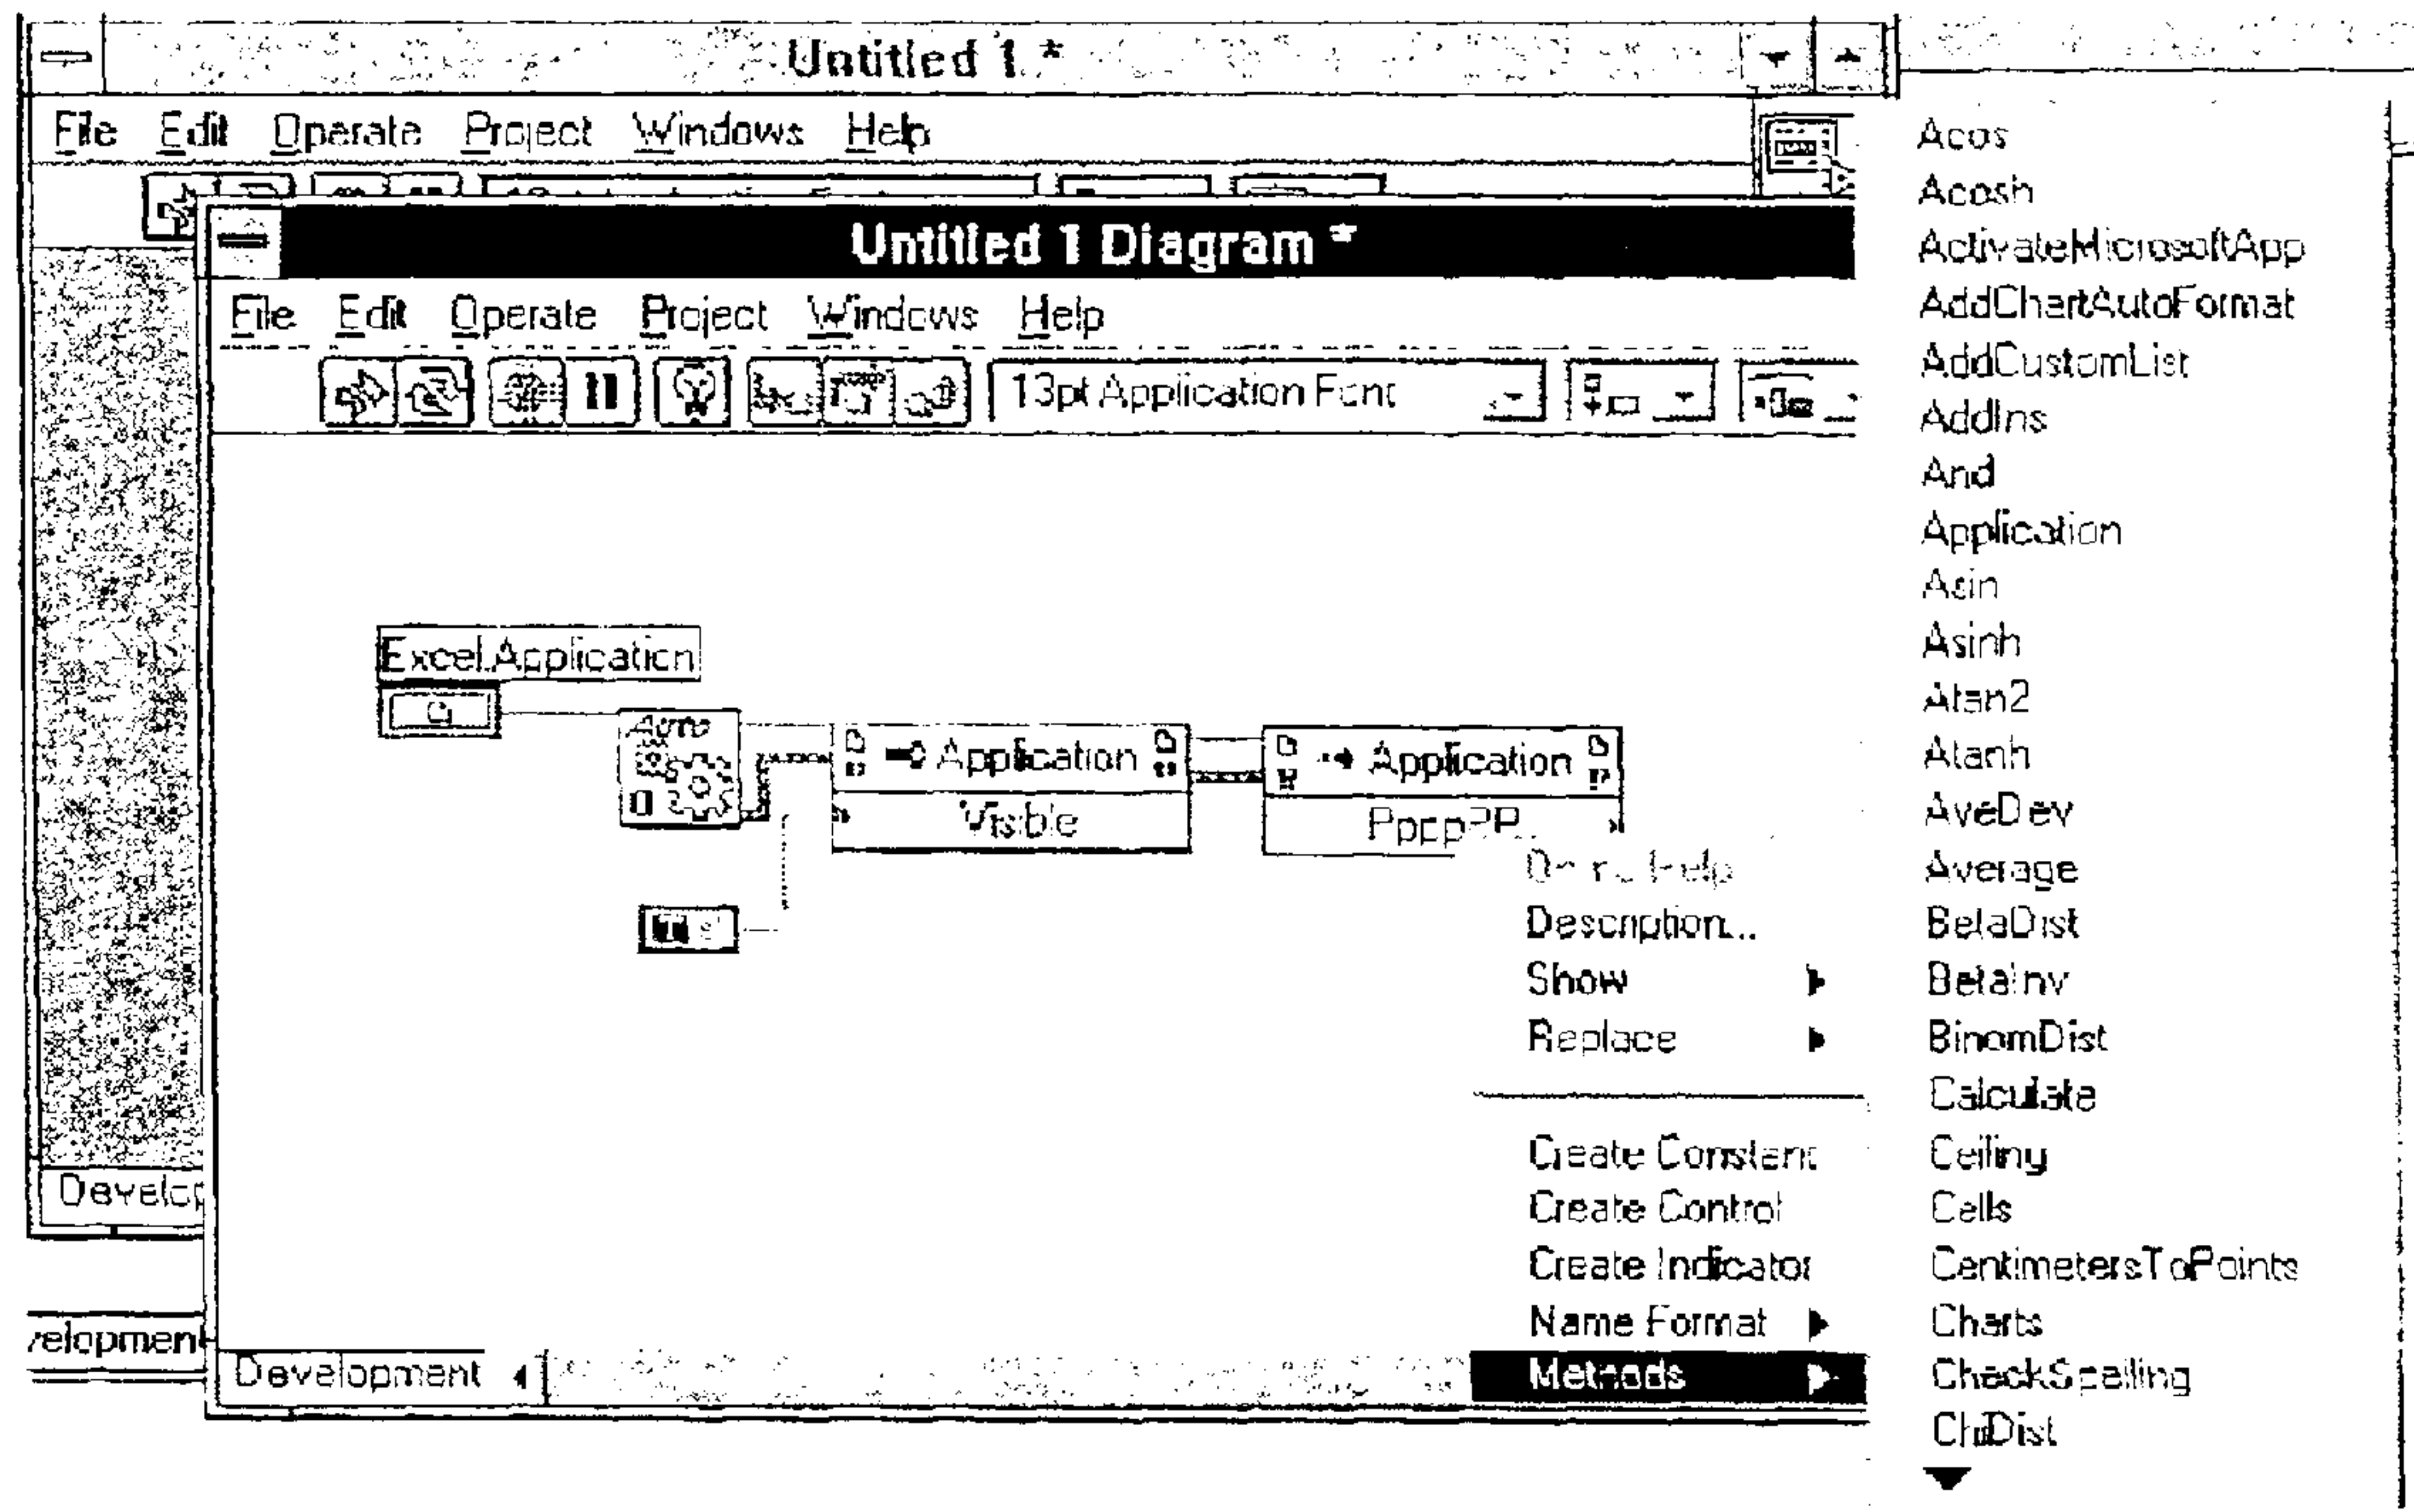 Untitled 1 *
File Edit Operate Project Windows Help
Untitled 1 Diagram *
File Edit Operate Project Windows Help
13pt Application Font
Excel.Application
Auto
Application
Visible
Application
T
Description...
Show
Replace
Create Constant
Create Control
Create Indicator
Name Format
Methods
Acos
Acosh
ActivateMicrosoftApp
AddChartAutoFormat
AddCustomList
AddIns
And
Application
Asin
Asinh
Atan2
Atanh
AveDev
Average
BetaDist
BetaInv
BinomDist
Calculate
Ceiling
Cells
CentimetersToPoints
Charts
CheckSpelling
ChiDist
Develop
velopment
Development